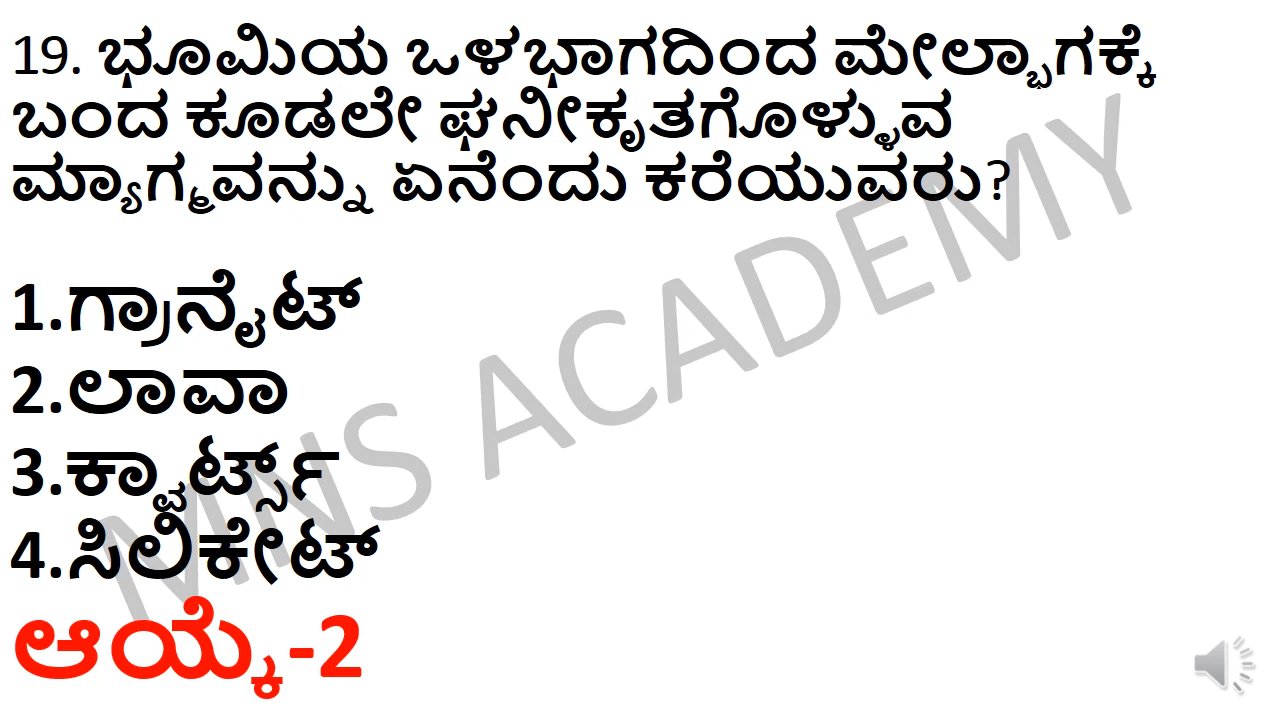 19. ಭೂಮಿಯ ಒಳಭಾಗದಿಂದ ಮೇಲ್ಭಾಗಕ್ಕೆ
ಬಂದ ಕೂಡಲೇ ಘನೀಕೃತಗೊಳ್ಳುವ
ಮ್ಯಾಗ್ಮವನ್ನು ಏನೆಂದು ಕರೆಯುವರು?
1.ಗ್ರಾನೈಟ್
2.ಲಾವಾ
3.ಕ್ವಾರ್ಟ್ಸ್
4.ಸಿಲಿಕೇಟ್
ಆಯ್ಕೆ-2
MNS ACADEMY